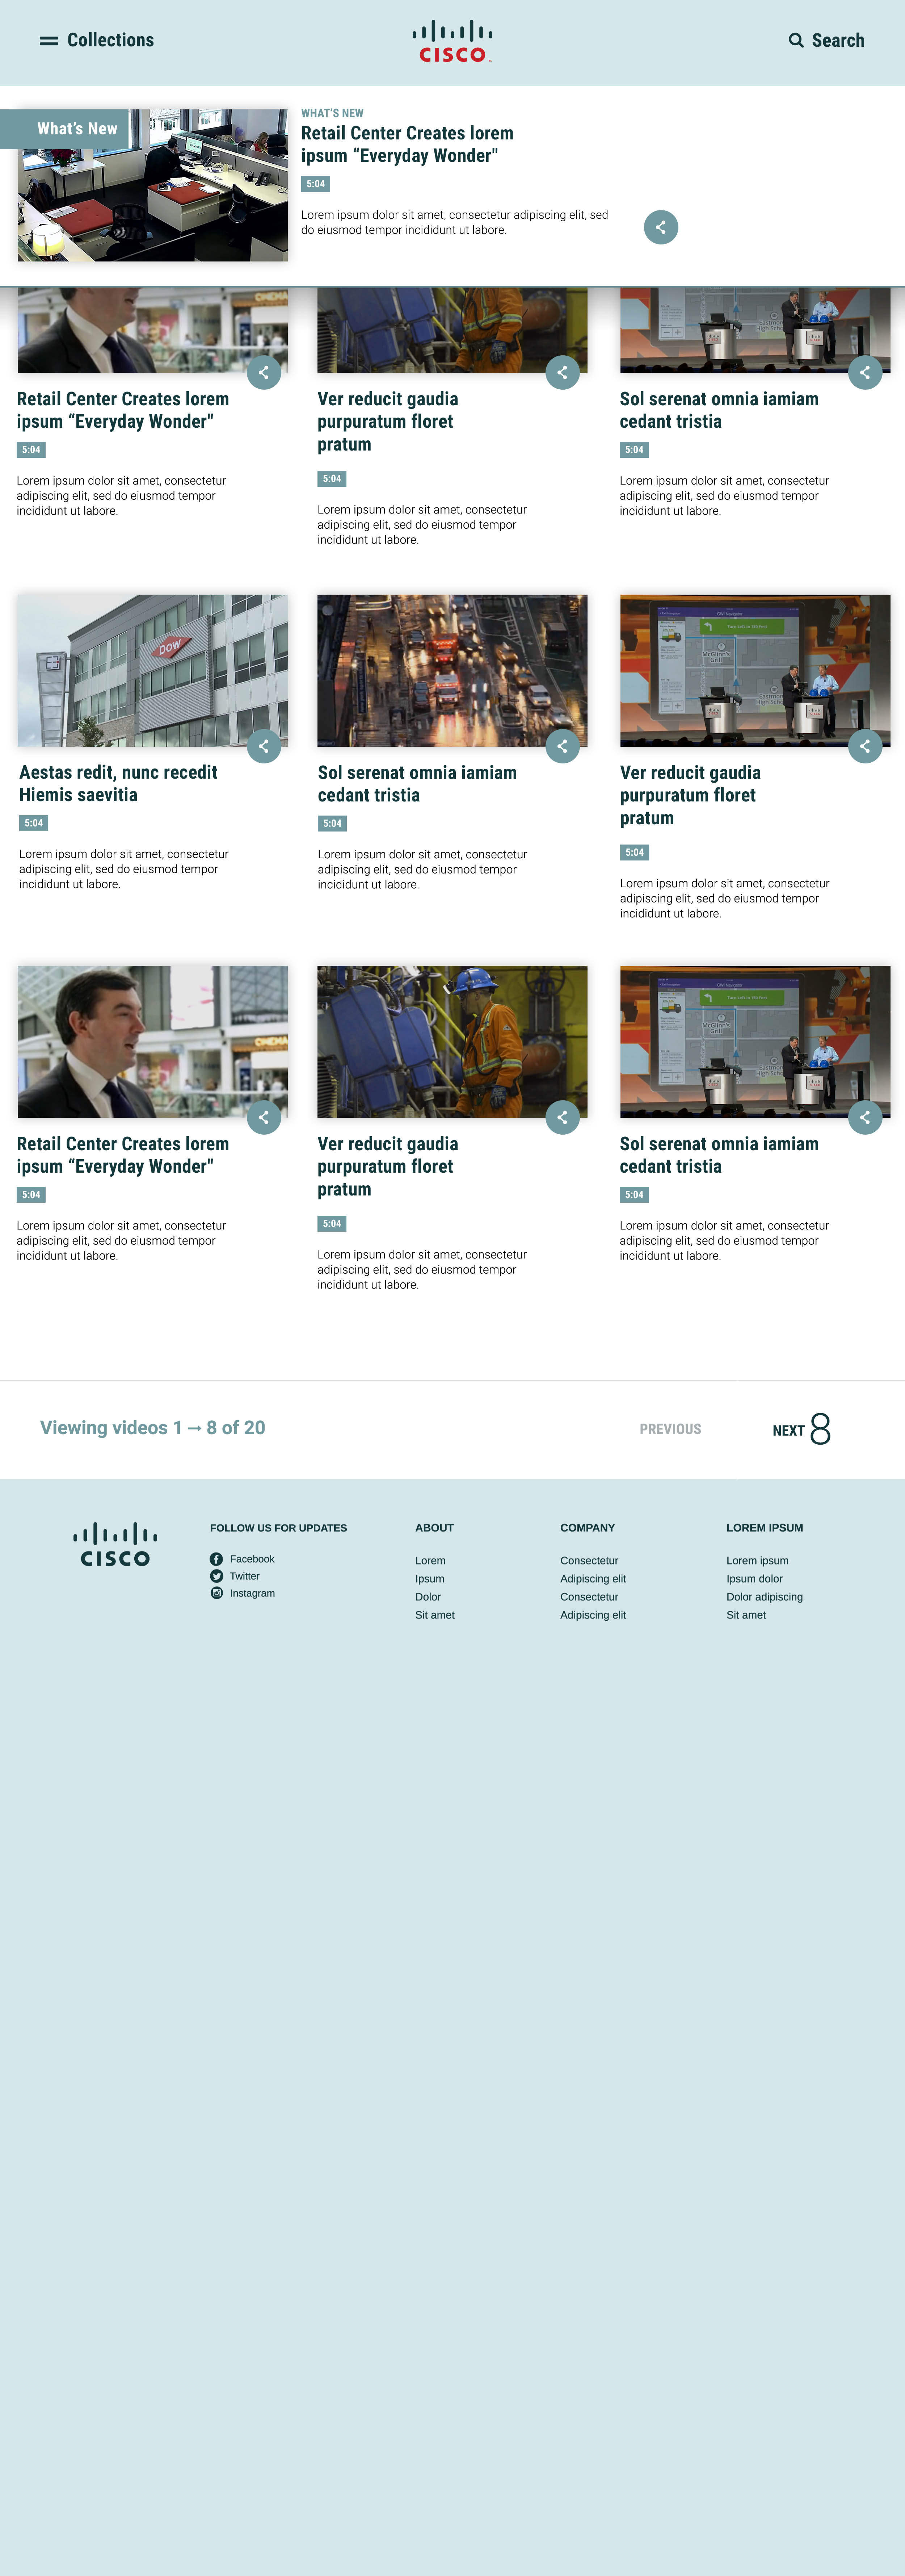 Collections
CISCO
Search
What's New
WHAT'S NEW
Retail Center Creates lorem
ipsum “Everyday Wonder"
5:04
Lorem ipsum dolor sit amet, consectetur adipiscing elit, sed
do eiusmod tempor incididunt ut labore.
Retail Center Creates lorem
ipsum “Everyday Wonder"
5:04
Lorem ipsum dolor sit amet, consectetur
adipiscing elit, sed do eiusmod tempor
incididunt ut labore.
Ver reducit gaudia
purpuratum floret
pratum
5:04
Lorem ipsum dolor sit amet, consectetur
adipiscing elit, sed do eiusmod tempor
incididunt ut labore.
Sol serenat omnia iamiam
cedant tristia
5:04
Lorem ipsum dolor sit amet, consectetur
adipiscing elit, sed do eiusmod tempor
incididunt ut labore.
DOW
Aestas redit, nunc recedit
Hiemis saevitia
5:04
Lorem ipsum dolor sit amet, consectetur
adipiscing elit, sed do eiusmod tempor
incididunt ut labore.
Sol serenat omnia iamiam
cedant tristia
5:04
Lorem ipsum dolor sit amet, consectetur
adipiscing elit, sed do eiusmod tempor
incididunt ut labore.
McGlinn's
Grill
Eastmont
High School
Ver reducit gaudia
purpuratum floret
pratum
5:04
Lorem ipsum dolor sit amet, consectetur
adipiscing elit, sed do eiusmod tempor
incididunt ut labore.
Retail Center Creates lorem
ipsum “Everyday Wonder"
5:04
Lorem ipsum dolor sit amet, consectetur
adipiscing elit, sed do eiusmod tempor
incididunt ut labore.
Ver reducit gaudia
purpuratum floret
pratum
5:04
Lorem ipsum dolor sit amet, consectetur
adipiscing elit, sed do eiusmod tempor
incididunt ut labore.
McGlinn's
Grill
Eastmont
High School
Sol serenat omnia iamiam
cedant tristia
5:04
Lorem ipsum dolor sit amet, consectetur
adipiscing elit, sed do eiusmod tempor
incididunt ut labore.
Viewing videos 1 → 8 of 20
PREVIOUS
NEXT 8
CISCO
FOLLOW US FOR UPDATES
Facebook
Twitter
Instagram
ABOUT
Lorem
Ipsum
Dolor
Sit amet
COMPANY
Consectetur
Adipiscing elit
Consectetur
Adipiscing elit
LOREM IPSUM
Lorem ipsum
Ipsum dolor
Dolor adipiscing
Sit amet